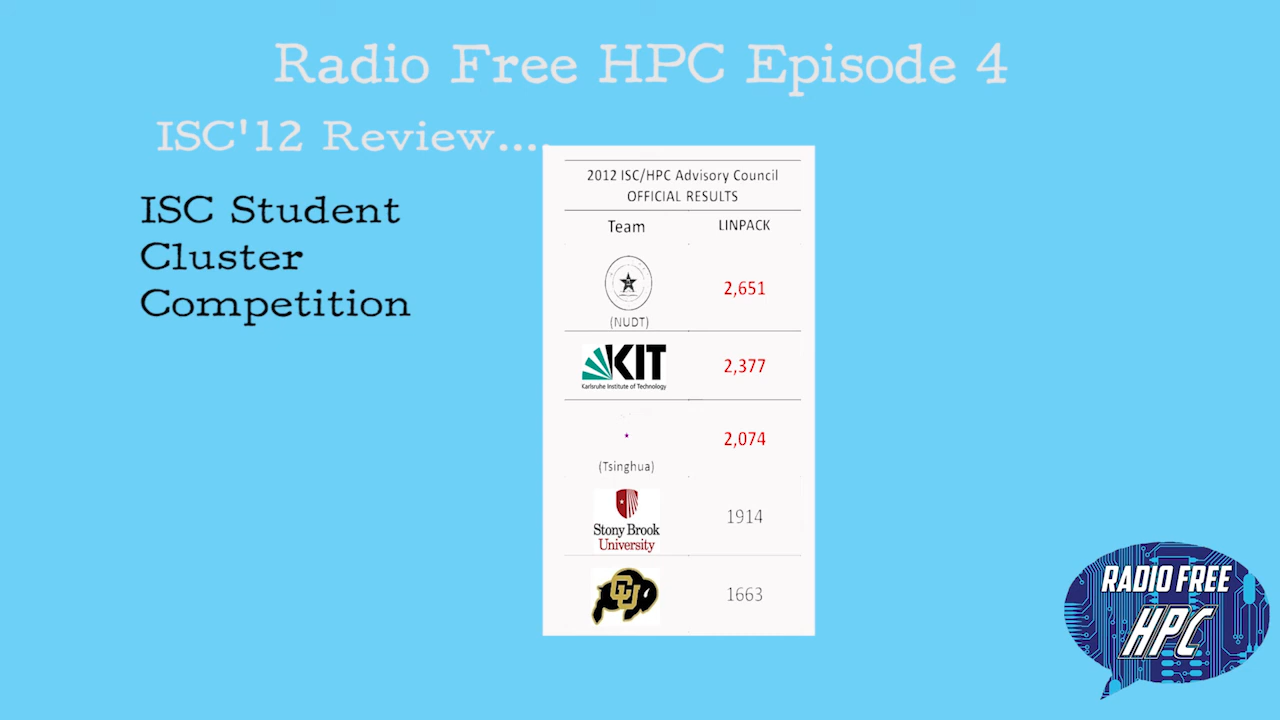 Radio Free HPC Episode 4
ISC'12 Review....
ISC Student
Cluster
Competition
2012 ISC/HPC Advisory Council
OFFICIAL RESULTS
Team LINPACK
2,651
(NUDT)
KIT 2,377
Karlsruhe Institute of Technology
2,074
(Tsinghua)
Stony Brook
University
1914
CU 1663
RADIO FREE
HPC